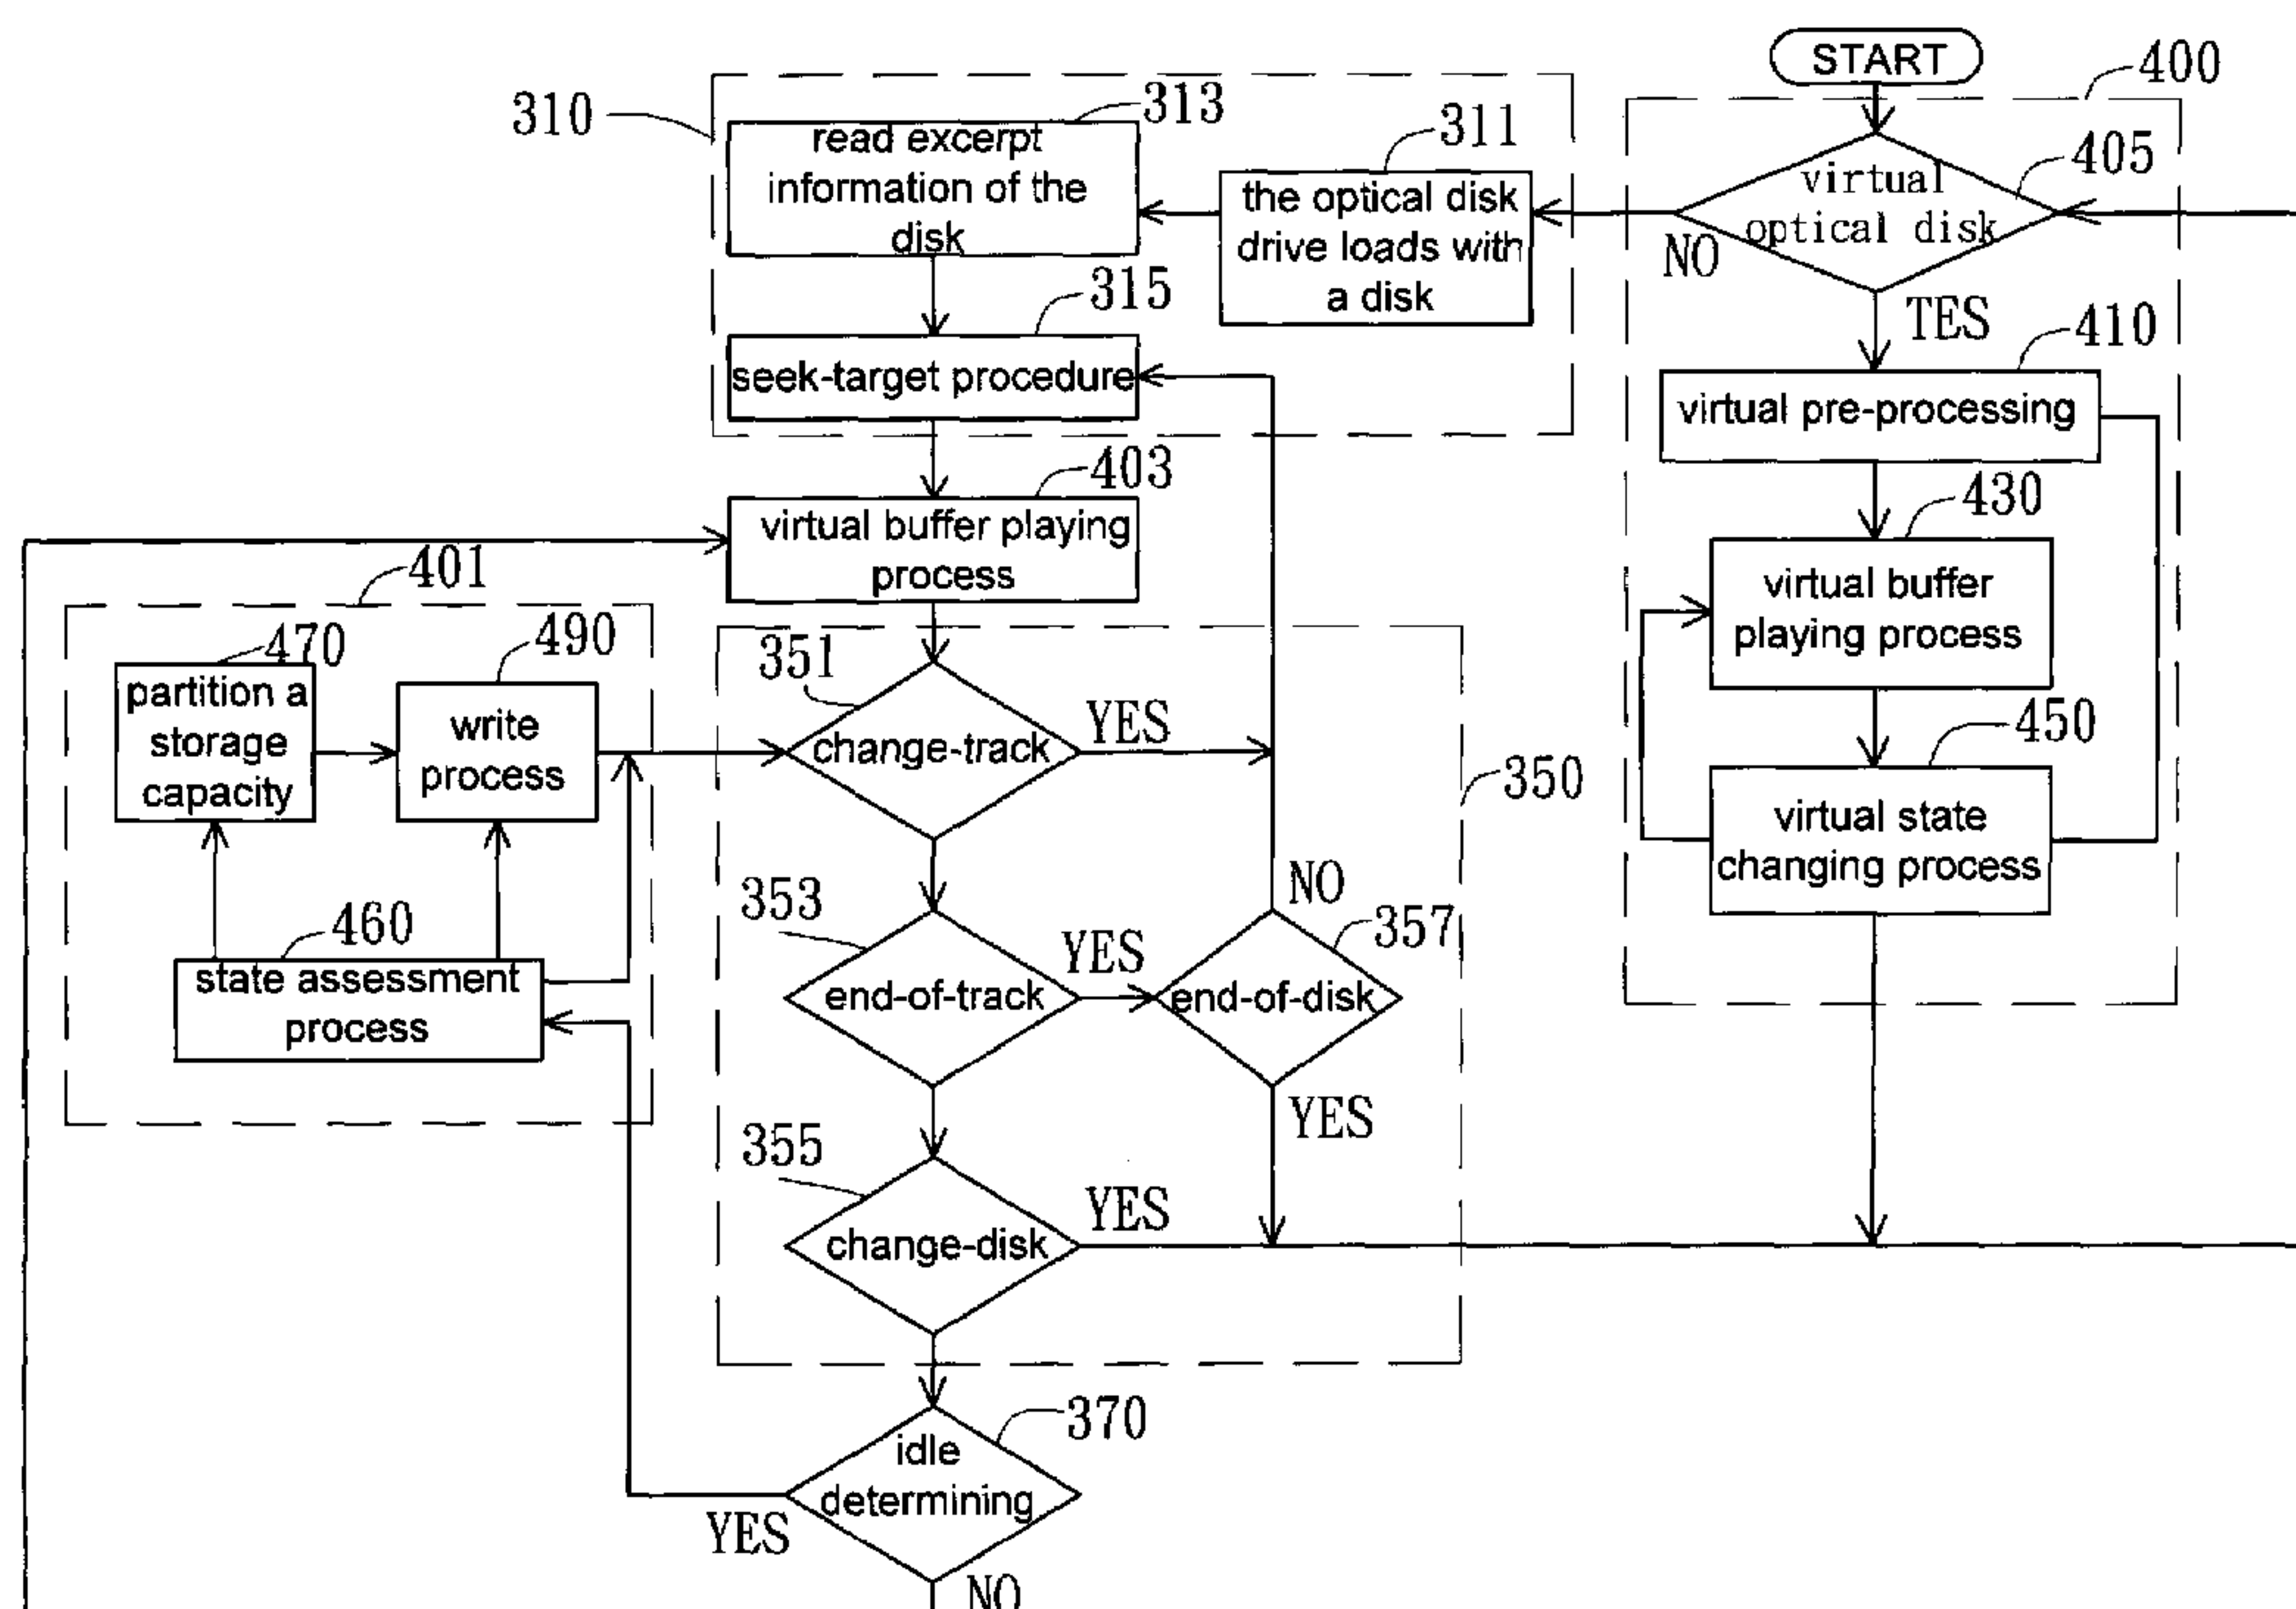 START
400
310
313
read excerpt
information of the
disk
311
the optical disk
drive loads with
a disk
405
virtual
optical disk
NO
TES
315
seek-target procedure
410
virtual pre-processing
403
virtual buffer playing
process
430
virtual buffer
playing process
401
470
partition a
storage
capacity
490
write
process
351
change-track
YES
350
450
virtual state
changing process
460
state assessment
process
353
end-of-track
YES
NO
357
end-of-disk
YES
355
change-disk
YES
370
idle
determining
YES
NO